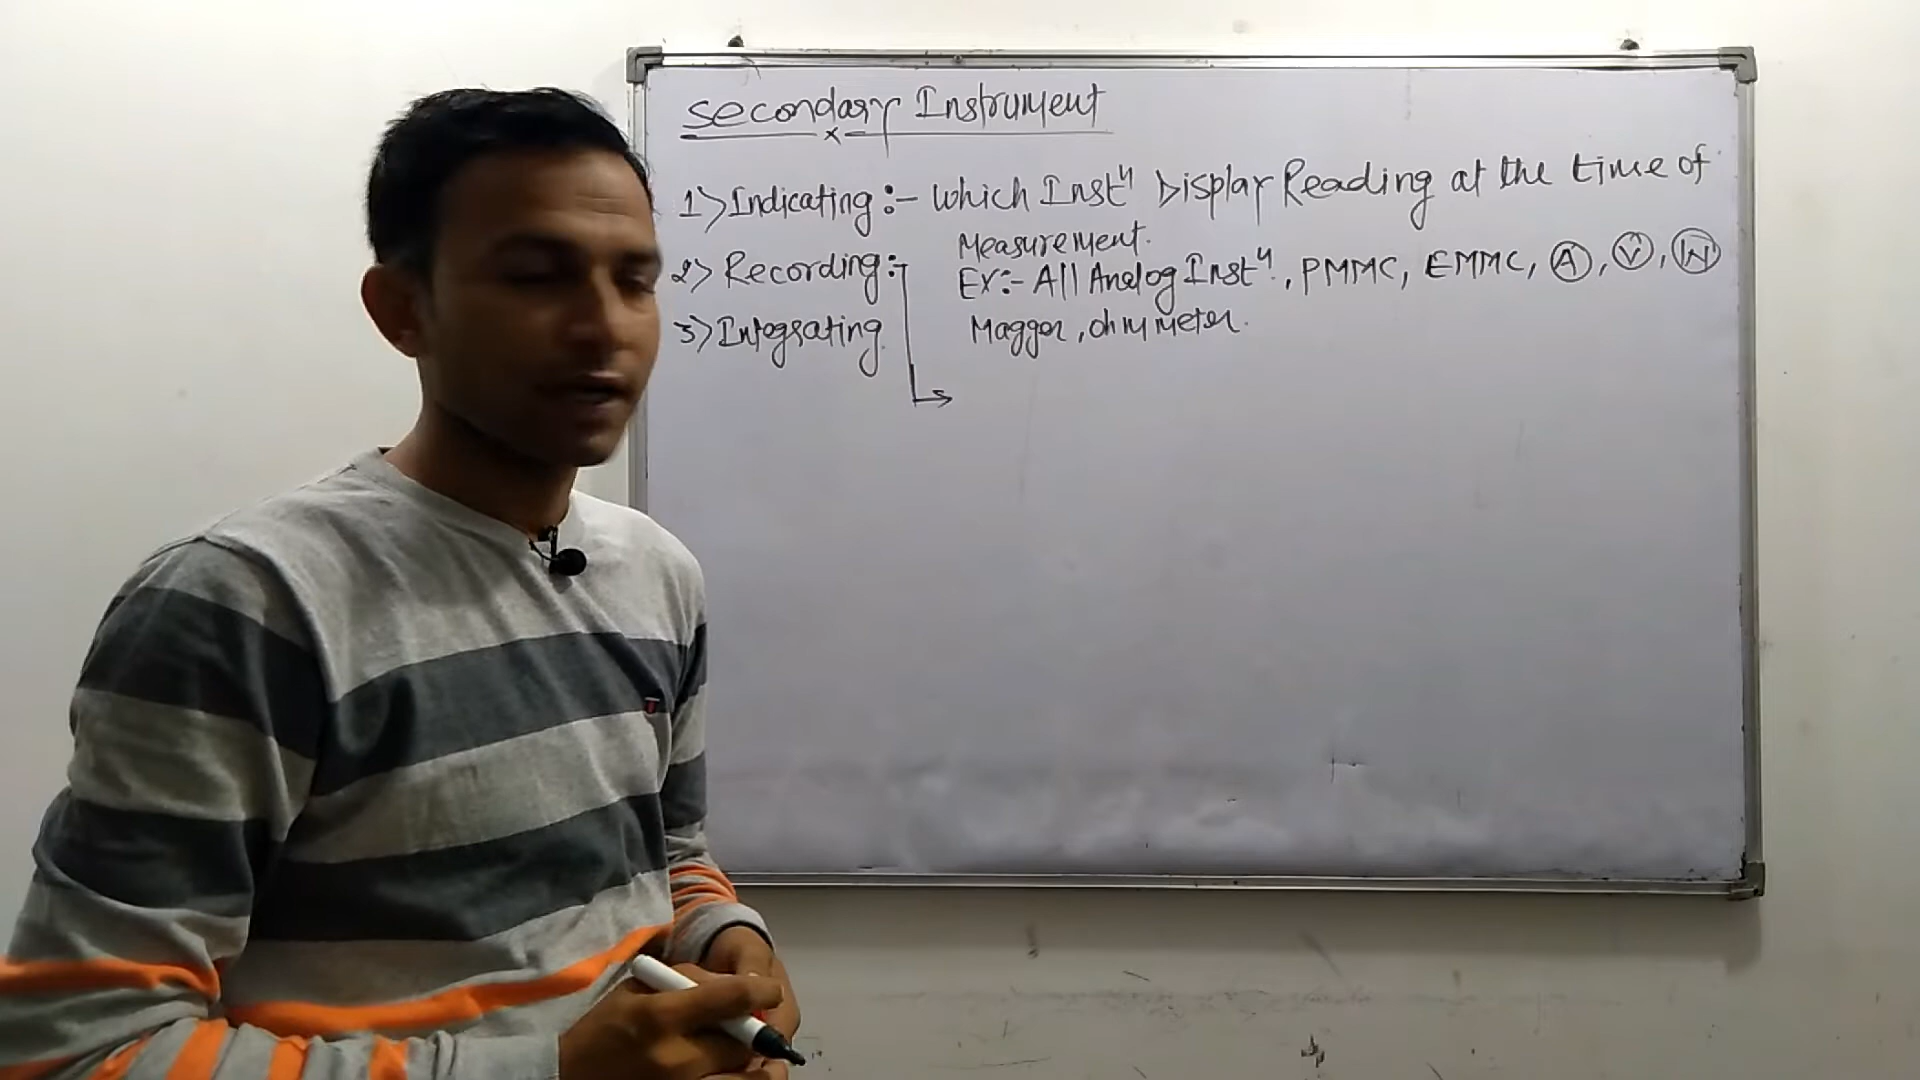 Secondary Instrument
1> Indicating :- Which Instⁿ Display Reading at the time of
Measurement.
2> Recording :-
Ex:- All Analog Instⁿ., PMMC, EMMC, Ⓐ, Ⓥ, Ⓦ
3> Integrating
Magger, ohmmeter.